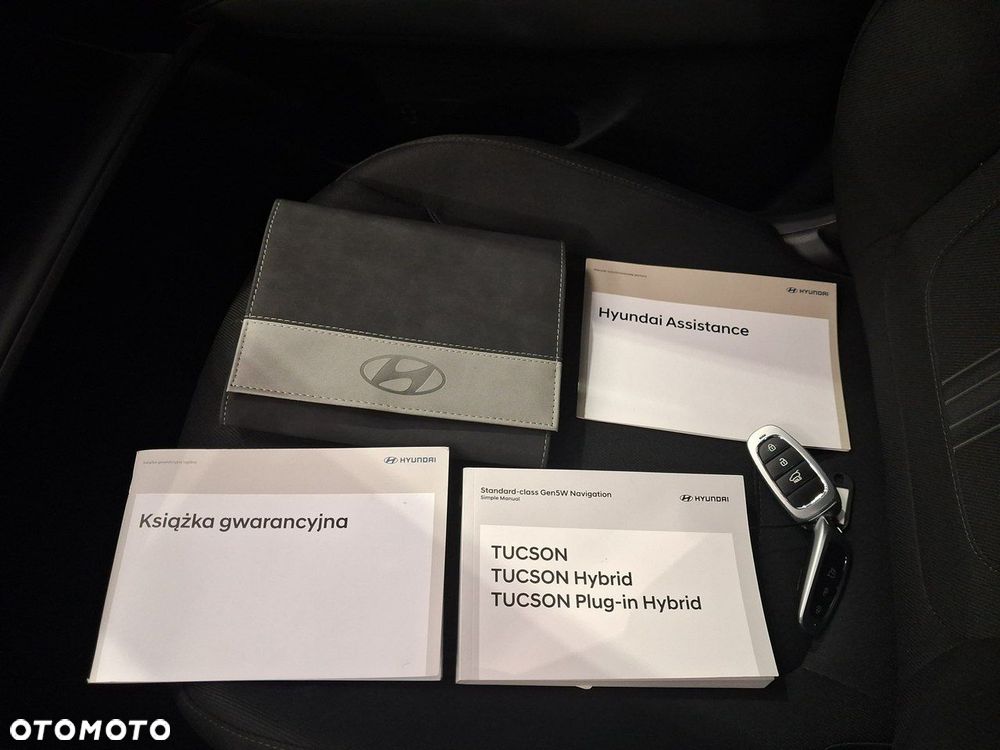 HYUNDAI
Hyundai Assistance
HYUNDAI
Książka gwarancyjna
Standard-class Gen5W Navigation
Simple Manual
HYUNDAI
TUCSON
TUCSON Hybrid
TUCSON Plug-in Hybrid
OTOMOTO